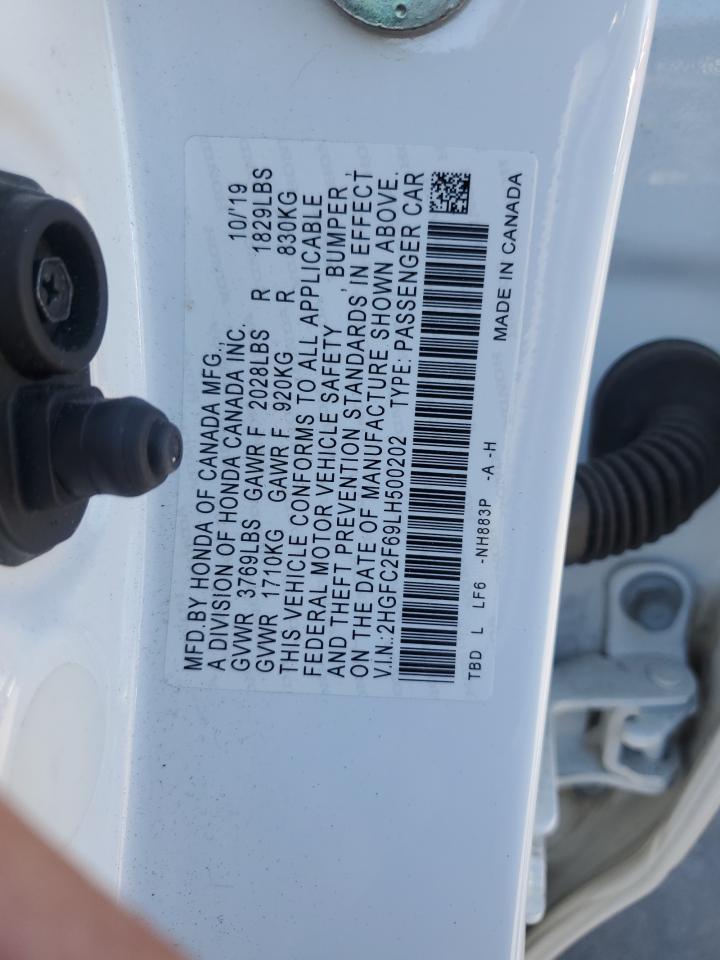 MFD.BY HONDA OF CANADA MFG., 10/'19
A DIVISION OF HONDA CANADA INC.
GVWR 3769LBS GAWR F 2028LBS R 1829LBS
GVWR 1710KG GAWR F 920KG R 830KG
THIS VEHICLE CONFORMS TO ALL APPLICABLE
FEDERAL MOTOR VEHICLE SAFETY, BUMPER,
AND THEFT PREVENTION STANDARDS IN EFFECT
ON THE DATE OF MANUFACTURE SHOWN ABOVE.
V.I.N.:2HGFC2F69LH500202 TYPE: PASSENGER CAR
TBD L LF6 -NH883P -A -H MADE IN CANADA